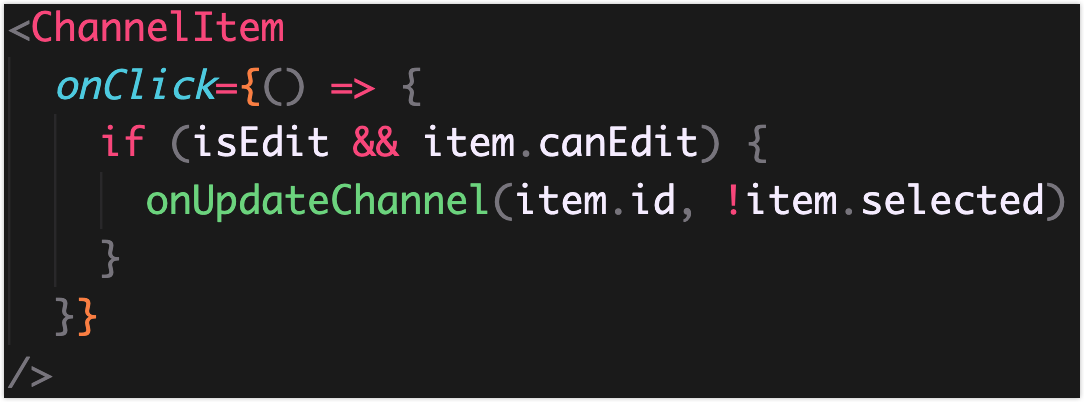 <ChannelItem
  onClick={() => {
    if (isEdit && item.canEdit) {
      onUpdateChannel(item.id, !item.selected)
    }
  }}
/>